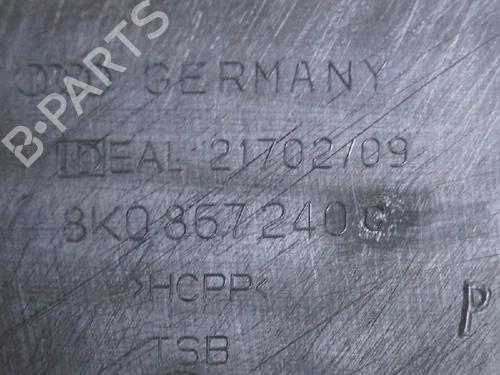 B-PARTS
GERMANY
IDEAL 21702/09
8K0 867 240
>HCPP<
P
TSB